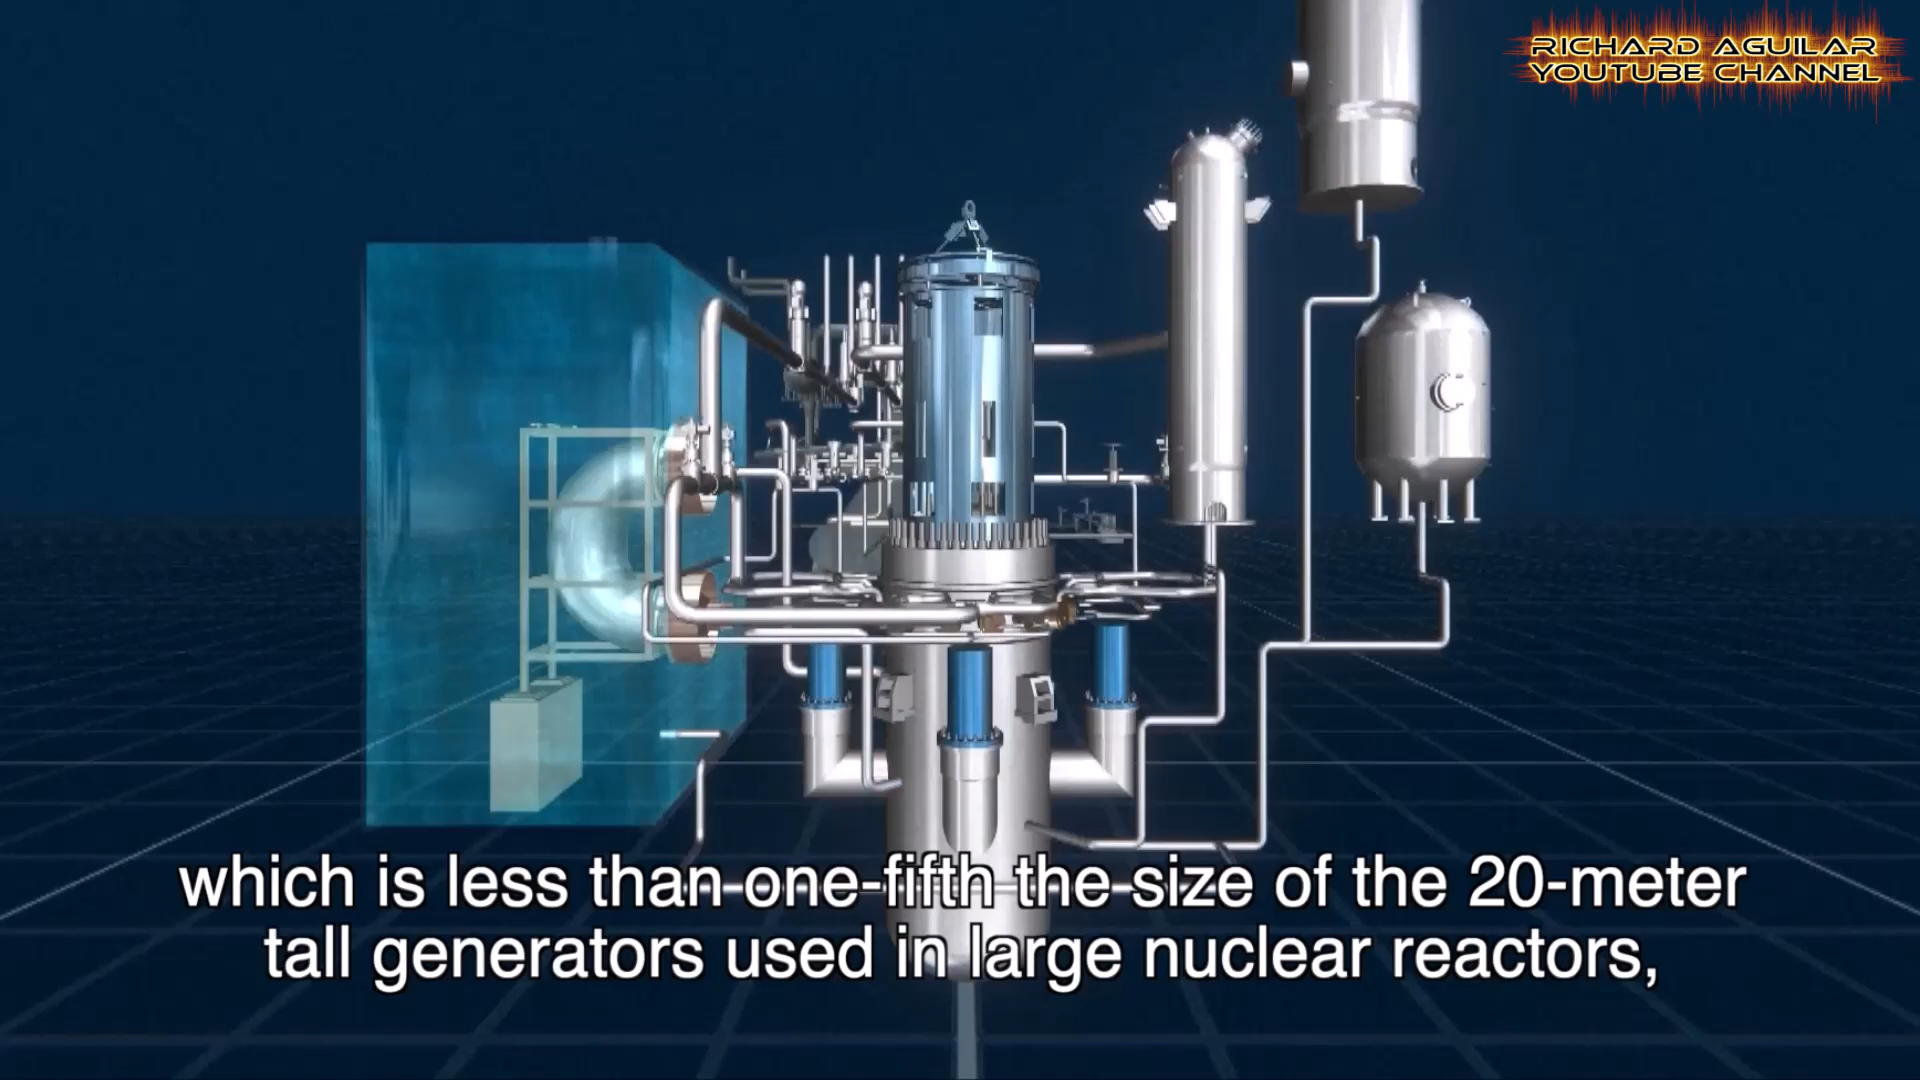 RICHARD AGUILAR
YOUTUBE CHANNEL
which is less than one-fifth the size of the 20-meter
tall generators used in large nuclear reactors,